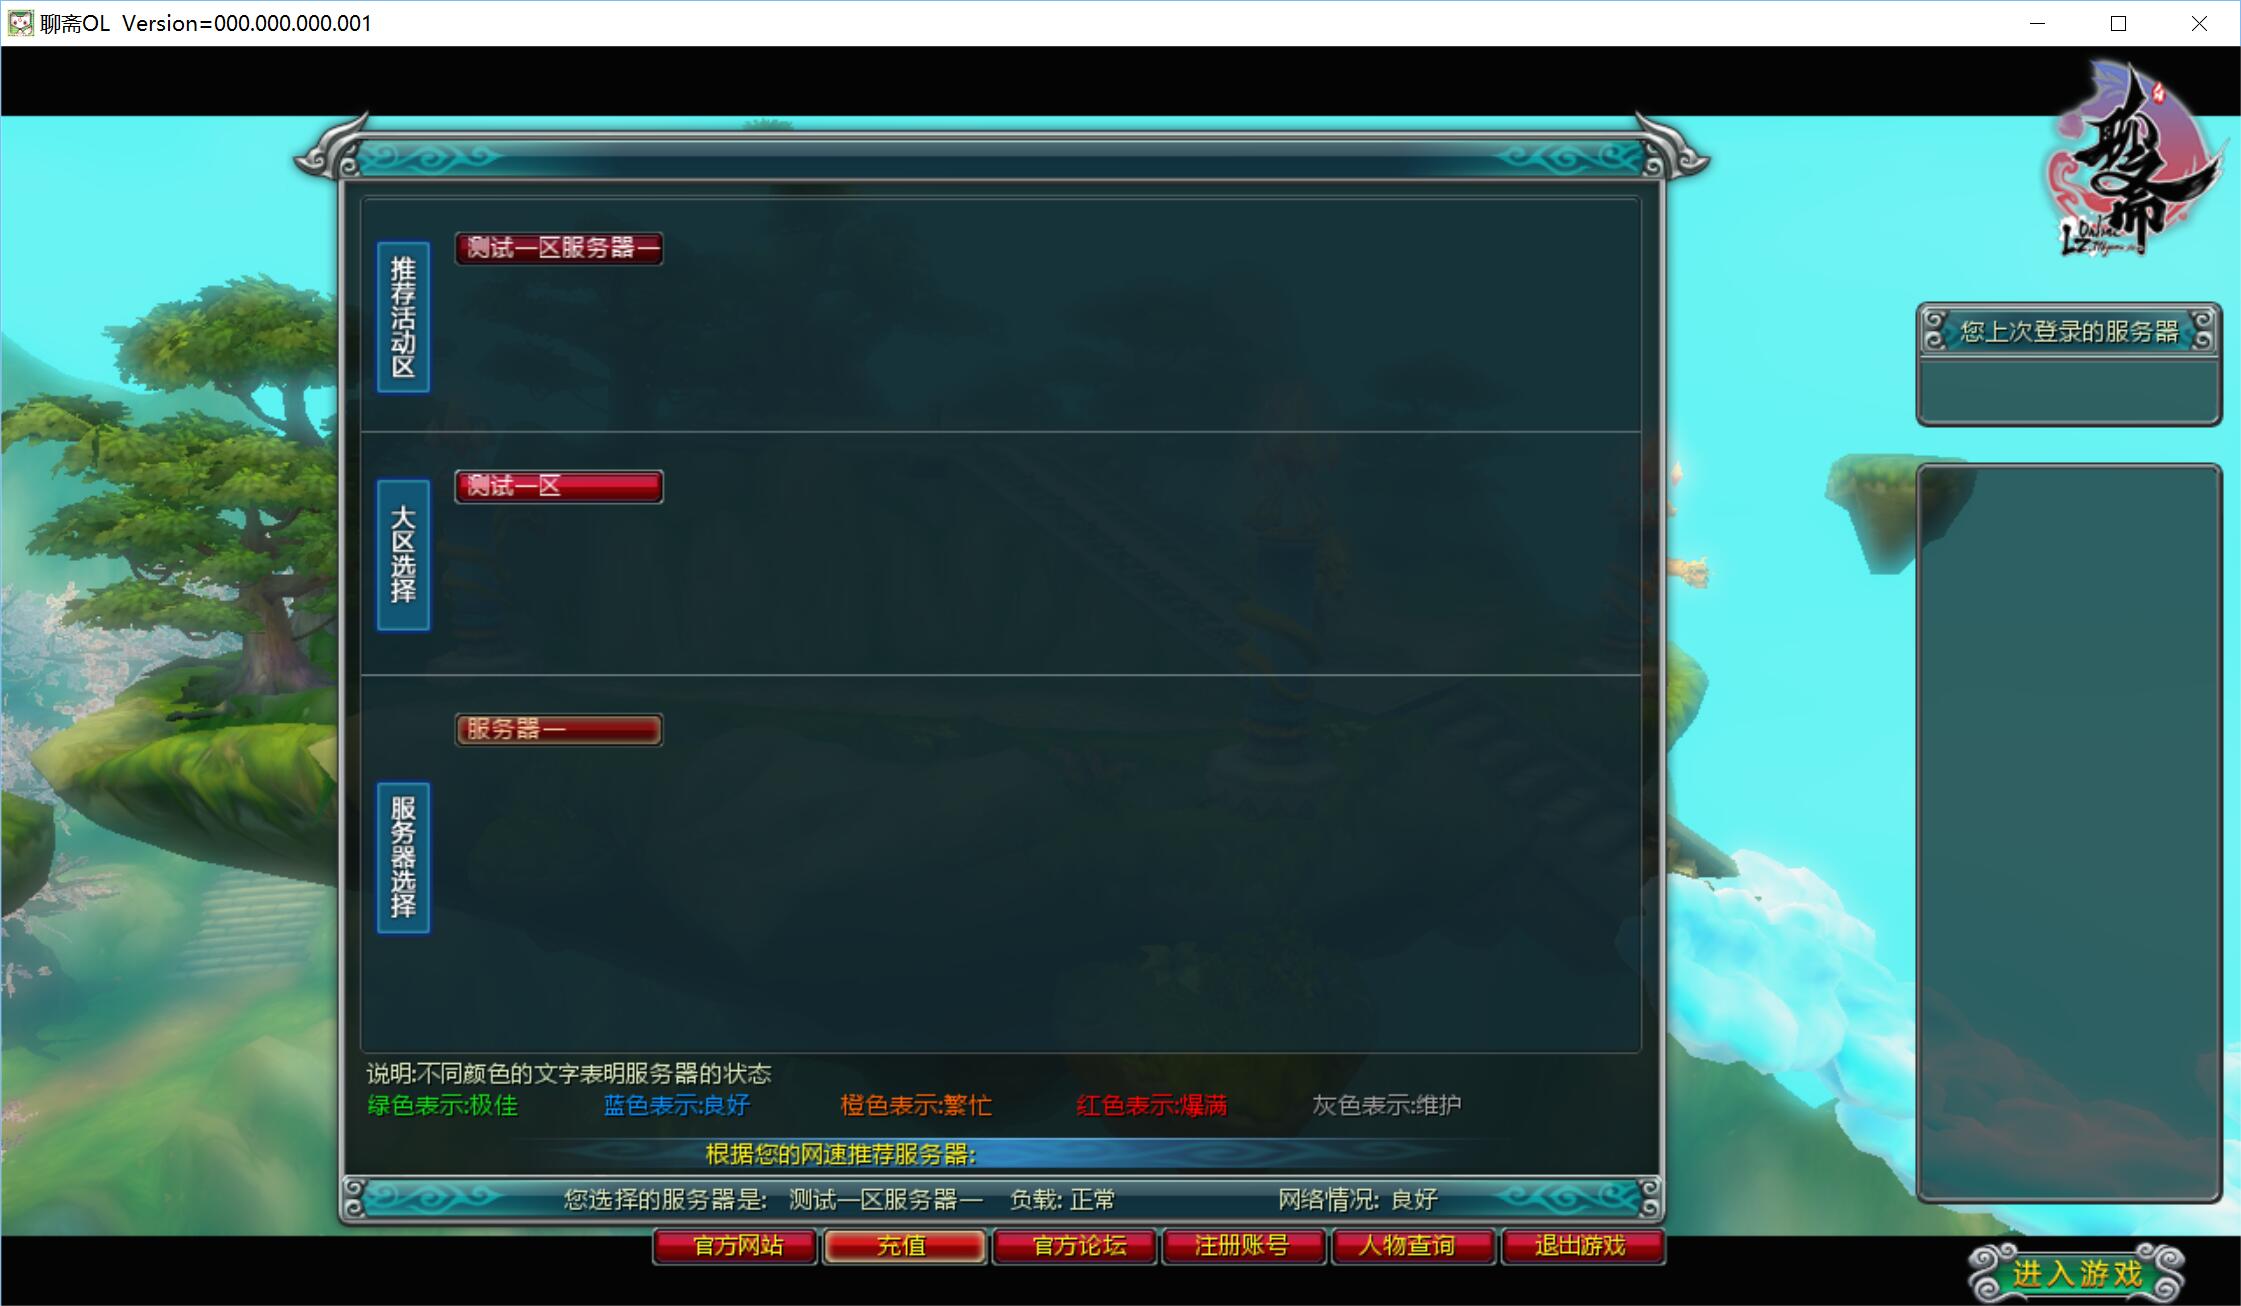 聊斋OL Version=000.000.000.001
聊斋
Online
您上次登录的服务器
推荐活动区
测试一区服务器一
大区选择
测试一区
服务器选择
服务器一
说明:不同颜色的文字表明服务器的状态
绿色表示:极佳 蓝色表示:良好 橙色表示:繁忙 红色表示:爆满 灰色表示:维护
根据您的网速推荐服务器:
您选择的服务器是: 测试一区服务器一 负载: 正常 网络情况: 良好
官方网站 充值 官方论坛 注册账号 人物查询 退出游戏
进入游戏